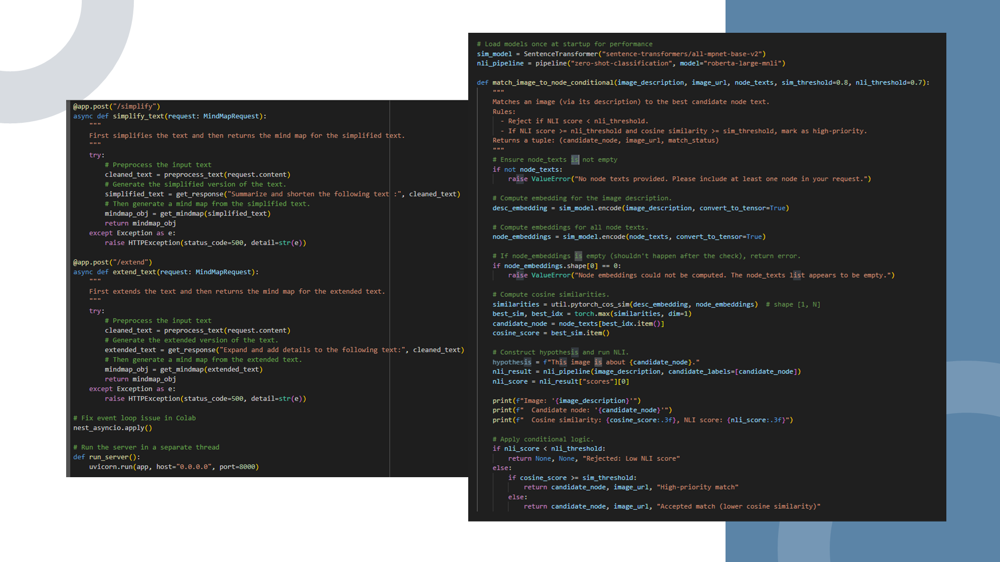 @app.post("/simplify")
async def simplify_text(request: MindMapRequest):
    """
    First simplifies the text and then returns the mind map for the simplified text.
    """
    try:
        # Preprocess the input text
        cleaned_text = preprocess_text(request.content)
        # Generate the simplified version of the text.
        simplified_text = get_response("Summarize and shorten the following text :", cleaned_text)
        # Then generate a mind map from the simplified text.
        mindmap_obj = get_mindmap(simplified_text)
        return mindmap_obj
    except Exception as e:
        raise HTTPException(status_code=500, detail=str(e))

@app.post("/extend")
async def extend_text(request: MindMapRequest):
    """
    First extends the text and then returns the mind map for the extended text.
    """
    try:
        # Preprocess the input text
        cleaned_text = preprocess_text(request.content)
        # Generate the extended version of the text.
        extended_text = get_response("Expand and add details to the following text:", cleaned_text)
        # Then generate a mind map from the extended text.
        mindmap_obj = get_mindmap(extended_text)
        return mindmap_obj
    except Exception as e:
        raise HTTPException(status_code=500, detail=str(e))

# Fix event loop issue in Colab
nest_asyncio.apply()

# Run the server in a separate thread
def run_server():
    uvicorn.run(app, host="0.0.0.0", port=8000)

# Load models once at startup for performance
sim_model = SentenceTransformer("sentence-transformers/all-mpnet-base-v2")
nli_pipeline = pipeline("zero-shot-classification", model="roberta-large-mnli")

def match_image_to_node_conditional(image_description, image_url, node_texts, sim_threshold=0.8, nli_threshold=0.7):
    """
    Matches an image (via its description) to the best candidate node text.
    Rules:
      - Reject if NLI score < nli_threshold.
      - If NLI score >= nli_threshold and cosine similarity >= sim_threshold, mark as high-priority.
    Returns a tuple: (candidate_node, image_url, match_status)
    """
    # Ensure node_texts is not empty
    if not node_texts:
        raise ValueError("No node texts provided. Please include at least one node in your request.")

    # Compute embedding for the image description.
    desc_embedding = sim_model.encode(image_description, convert_to_tensor=True)

    # Compute embeddings for all node texts.
    node_embeddings = sim_model.encode(node_texts, convert_to_tensor=True)

    # If node_embeddings is empty (shouldn't happen after the check), return error.
    if node_embeddings.shape[0] == 0:
        raise ValueError("Node embeddings could not be computed. The node_texts list appears to be empty.")

    # Compute cosine similarities.
    similarities = util.pytorch_cos_sim(desc_embedding, node_embeddings)  # shape [1, N]
    best_sim, best_idx = torch.max(similarities, dim=1)
    candidate_node = node_texts[best_idx.item()]
    cosine_score = best_sim.item()

    # Construct hypothesis and run NLI.
    hypothesis = f"This image is about {candidate_node}."
    nli_result = nli_pipeline(image_description, candidate_labels=[candidate_node])
    nli_score = nli_result["scores"][0]

    print(f"Image: '{image_description}'")
    print(f"  Candidate node: '{candidate_node}'")
    print(f"  Cosine similarity: {cosine_score:.3f}, NLI score: {nli_score:.3f}")

    # Apply conditional logic.
    if nli_score < nli_threshold:
        return None, None, "Rejected: Low NLI score"
    else:
        if cosine_score >= sim_threshold:
            return candidate_node, image_url, "High-priority match"
        else:
            return candidate_node, image_url, "Accepted match (lower cosine similarity)"